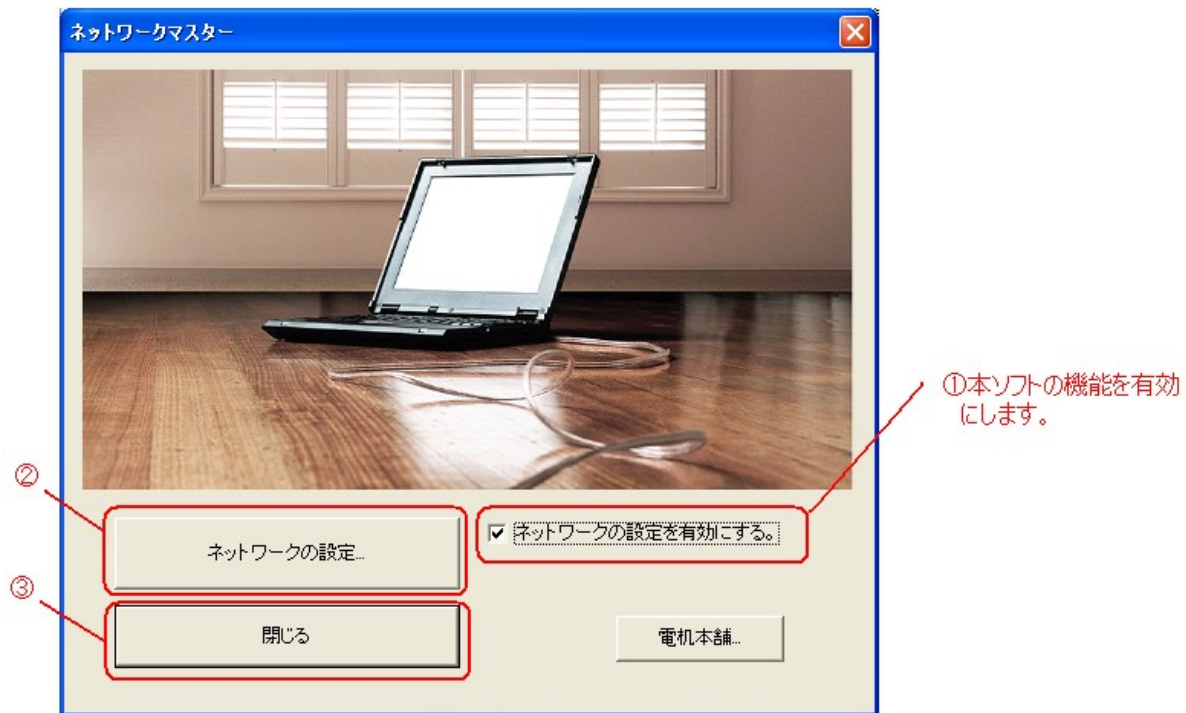 ネットワークマスター
①本ソフトの機能を有効
にします。
②
ネットワークの設定...
ネットワークの設定を有効にする。
③
閉じる
電机本舗...